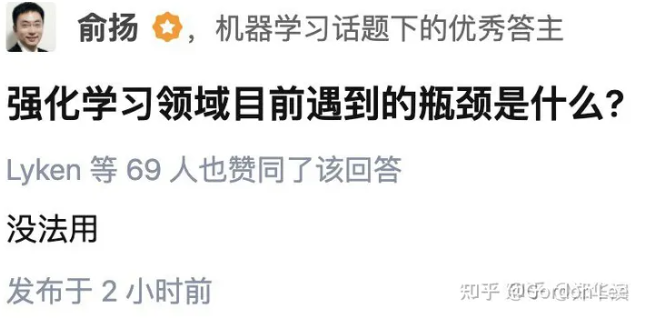 俞扬 ，机器学习话题下的优秀答主
强化学习领域目前遇到的瓶颈是什么？
Lyken 等 69 人也赞同了该回答
没法用
发布于 2 小时前
知乎